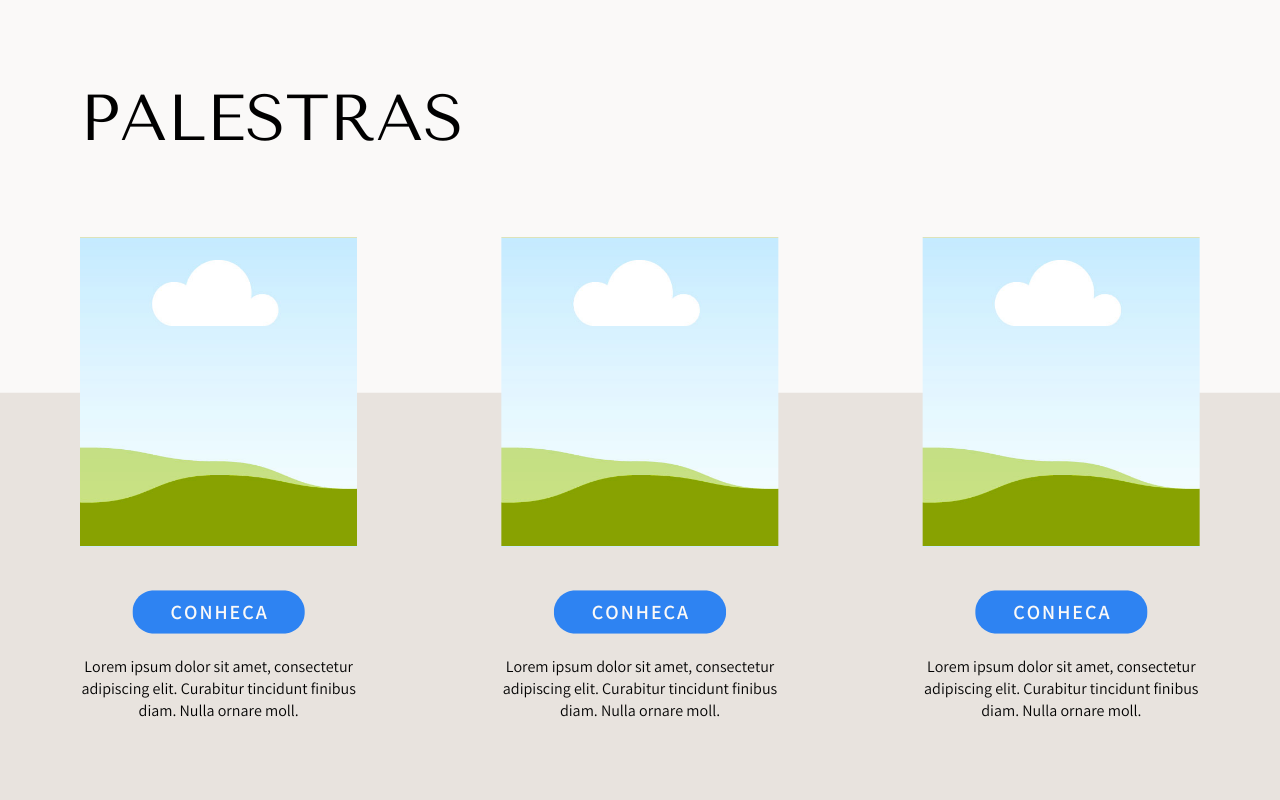 PALESTRAS
CONHECA
Lorem ipsum dolor sit amet, consectetur
adipiscing elit. Curabitur tincidunt finibus
diam. Nulla ornare moll.
CONHECA
Lorem ipsum dolor sit amet, consectetur
adipiscing elit. Curabitur tincidunt finibus
diam. Nulla ornare moll.
CONHECA
Lorem ipsum dolor sit amet, consectetur
adipiscing elit. Curabitur tincidunt finibus
diam. Nulla ornare moll.